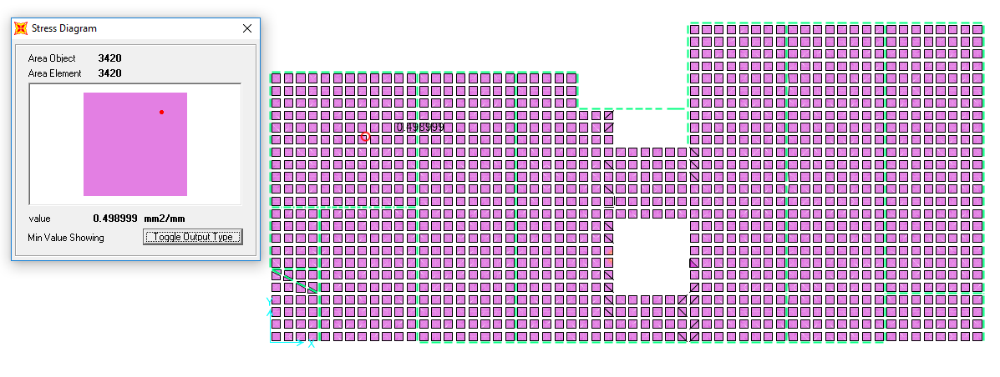 Stress Diagram
Area Object 3420
Area Element 3420
value 0.498999 mm2/mm
Min Value Showing
Toggle Output Type
0.498999
Y
X